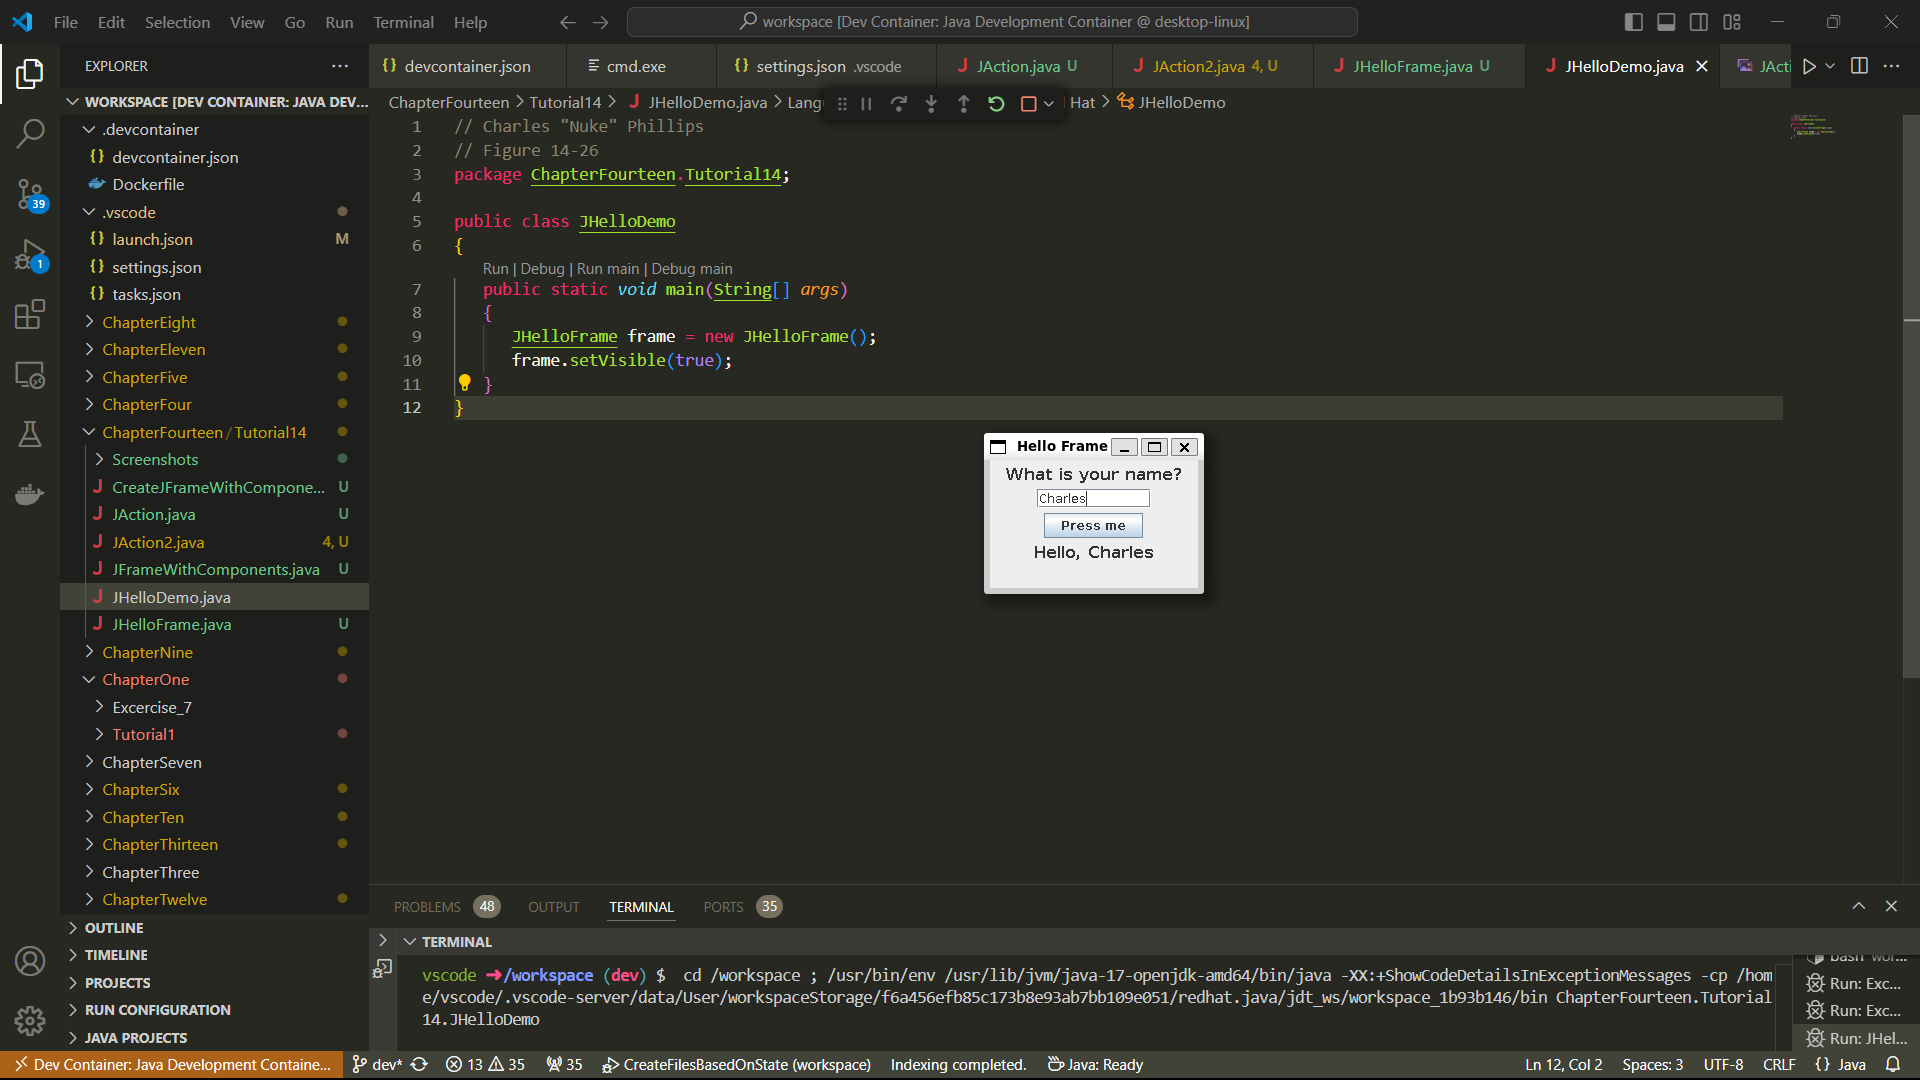 File Edit Selection View Go Run Terminal Help
workspace [Dev Container: Java Development Container @ desktop-linux]
EXPLORER
WORKSPACE [DEV CONTAINER: JAVA DEV...
.devcontainer
devcontainer.json
Dockerfile
.vscode
launch.json M
settings.json
tasks.json
ChapterEight
ChapterEleven
ChapterFive
ChapterFour
ChapterFourteen / Tutorial14
Screenshots
CreateJFrameWithCompone... U
JAction.java U
JAction2.java 4, U
JFrameWithComponents.java U
JHelloDemo.java
JHelloFrame.java U
ChapterNine
ChapterOne
Excercise_7
Tutorial1
ChapterSeven
ChapterSix
ChapterTen
ChapterThirteen
ChapterThree
ChapterTwelve
OUTLINE
TIMELINE
PROJECTS
RUN CONFIGURATION
JAVA PROJECTS
39
1
devcontainer.json cmd.exe settings.json .vscode JAction.java U JAction2.java 4, U JHelloFrame.java U JHelloDemo.java JActi
ChapterFourteen > Tutorial14 > JHelloDemo.java > Langu Hat > JHelloDemo
1 // Charles "Nuke" Phillips
2 // Figure 14-26
3 package ChapterFourteen.Tutorial14;
4
5 public class JHelloDemo
6 {
Run | Debug | Run main | Debug main
7 public static void main(String[] args)
8 {
9 JHelloFrame frame = new JHelloFrame();
10 frame.setVisible(true);
11 }
12 }
Hello Frame
What is your name?
Charles
Press me
Hello, Charles
PROBLEMS 48 OUTPUT TERMINAL PORTS 35
TERMINAL
vscode ➜/workspace (dev) $ cd /workspace ; /usr/bin/env /usr/lib/jvm/java-17-openjdk-amd64/bin/java -XX:+ShowCodeDetailsInExceptionMessages -cp /hom
e/vscode/.vscode-server/data/User/workspaceStorage/f6a456efb85c173b8e93ab7bb109e051/redhat.java/jdt_ws/workspace_1b93b146/bin ChapterFourteen.Tutorial
14.JHelloDemo
bash wor...
Run: Exc...
Run: Exc...
Run: JHel...
Dev Container: Java Development Containe... dev* 13 35 35 CreateFilesBasedOnState (workspace) Indexing completed. Java: Ready Ln 12, Col 2 Spaces: 3 UTF-8 CRLF {} Java